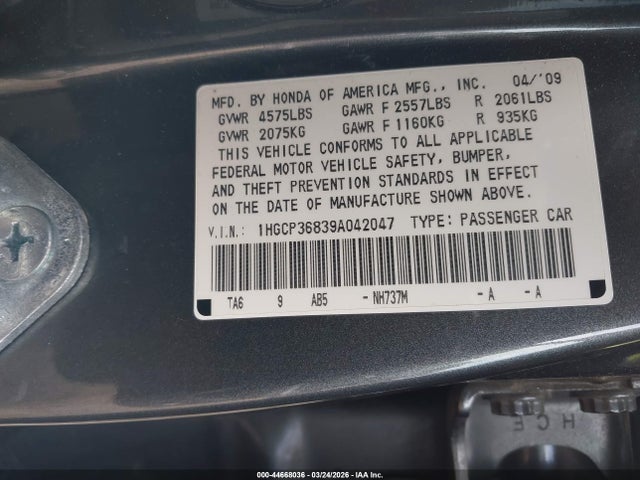 MFD. BY HONDA OF AMERICA MFG., INC. 04/'09
GVWR 4575LBS GAWR F 2557LBS R 2061LBS
GVWR 2075KG GAWR F 1160KG R 935KG
THIS VEHICLE CONFORMS TO ALL APPLICABLE
FEDERAL MOTOR VEHICLE SAFETY, BUMPER,
AND THEFT PREVENTION STANDARDS IN EFFECT
ON THE DATE OF MANUFACTURE SHOWN ABOVE.
V.I.N.: 1HGCP36839A042047 TYPE: PASSENGER CAR
TA6 9 AB5 - NH737M - A - A
H C F
000-44668036 - 03/24/2026 - IAA Inc.